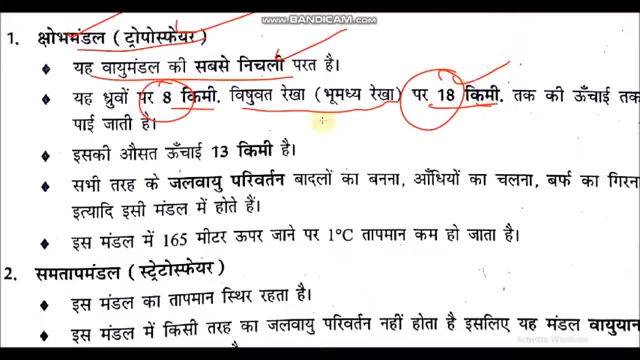 www.BANDICAM.com
1. क्षोभमंडल (ट्रोपोस्फेयर)
◆ यह वायुमंडल की सबसे निचली परत है।
◆ यह ध्रुवों पर 8 किमी. विषुवत रेखा (भूमध्य रेखा) पर 18 किमी. तक की ऊँचाई तक
पाई जाती है।
◆ इसकी औसत ऊँचाई 13 किमी है।
◆ सभी तरह के जलवायु परिवर्तन बादलों का बनना, आँधियों का चलना, बर्फ का गिरना
इत्यादि इसी मंडल में होते हैं।
◆ इस मंडल में 165 मीटर ऊपर जाने पर 1°C तापमान कम हो जाता है।
2. समतापमंडल (स्ट्रेटोस्फेयर)
◆ इस मंडल का तापमान स्थिर रहता है।
◆ इस मंडल में किसी तरह का जलवायु परिवर्तन नहीं होता है इसलिए यह मंडल वायुयान
Activate Windows